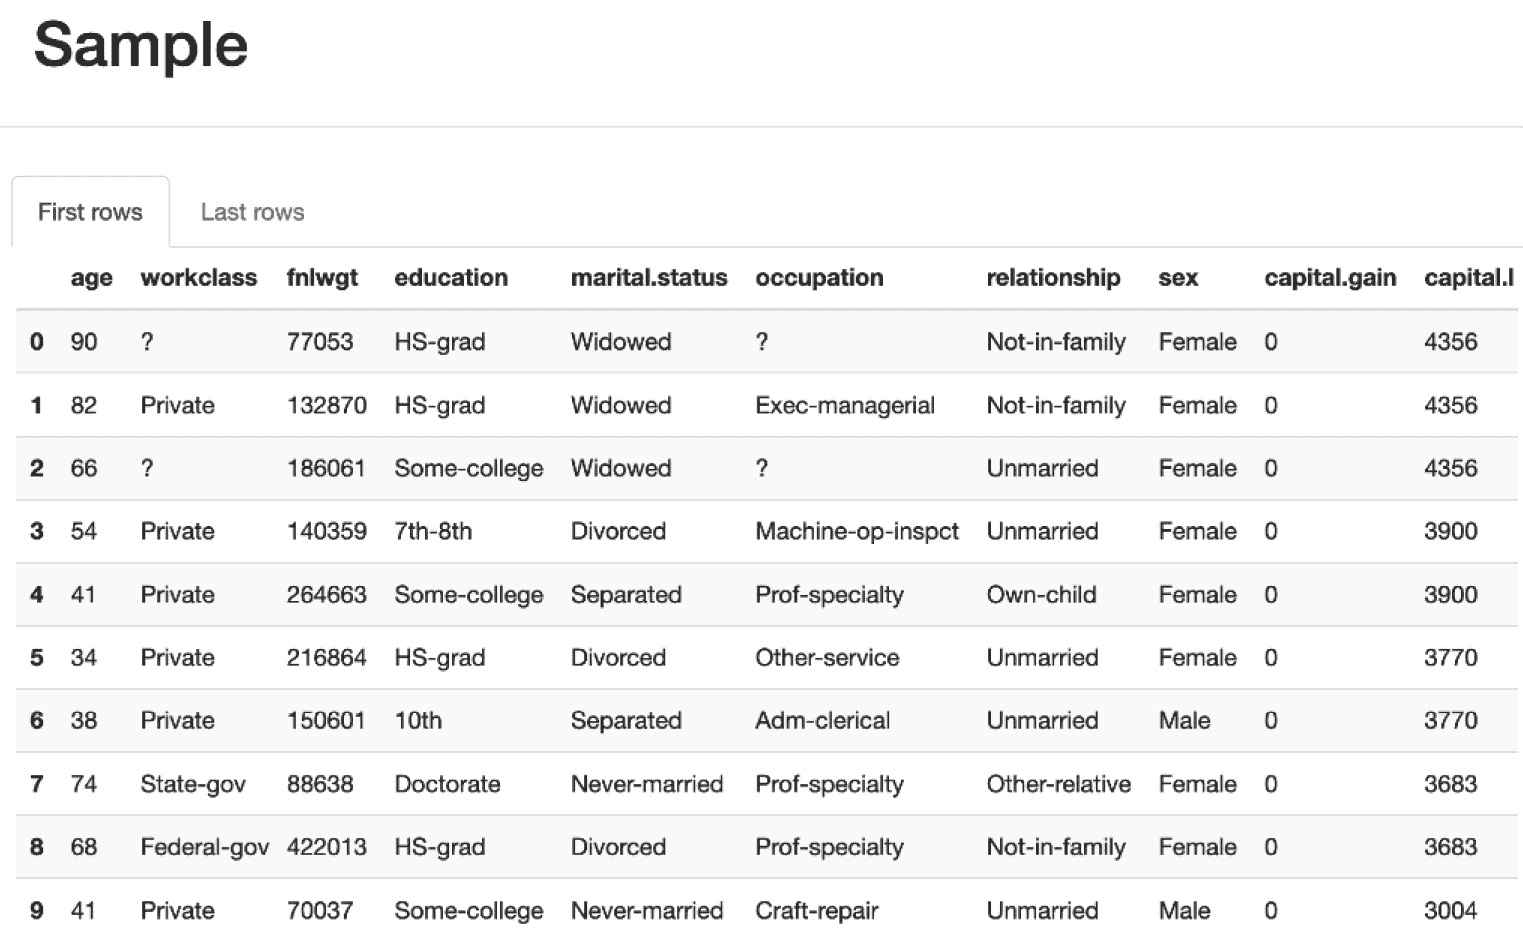 Sample
First rows Last rows
age workclass fnlwgt education marital.status occupation relationship sex capital.gain capital.l
0 90 ? 77053 HS-grad Widowed ? Not-in-family Female 0 4356
1 82 Private 132870 HS-grad Widowed Exec-managerial Not-in-family Female 0 4356
2 66 ? 186061 Some-college Widowed ? Unmarried Female 0 4356
3 54 Private 140359 7th-8th Divorced Machine-op-inspct Unmarried Female 0 3900
4 41 Private 264663 Some-college Separated Prof-specialty Own-child Female 0 3900
5 34 Private 216864 HS-grad Divorced Other-service Unmarried Female 0 3770
6 38 Private 150601 10th Separated Adm-clerical Unmarried Male 0 3770
7 74 State-gov 88638 Doctorate Never-married Prof-specialty Other-relative Female 0 3683
8 68 Federal-gov 422013 HS-grad Divorced Prof-specialty Not-in-family Female 0 3683
9 41 Private 70037 Some-college Never-married Craft-repair Unmarried Male 0 3004